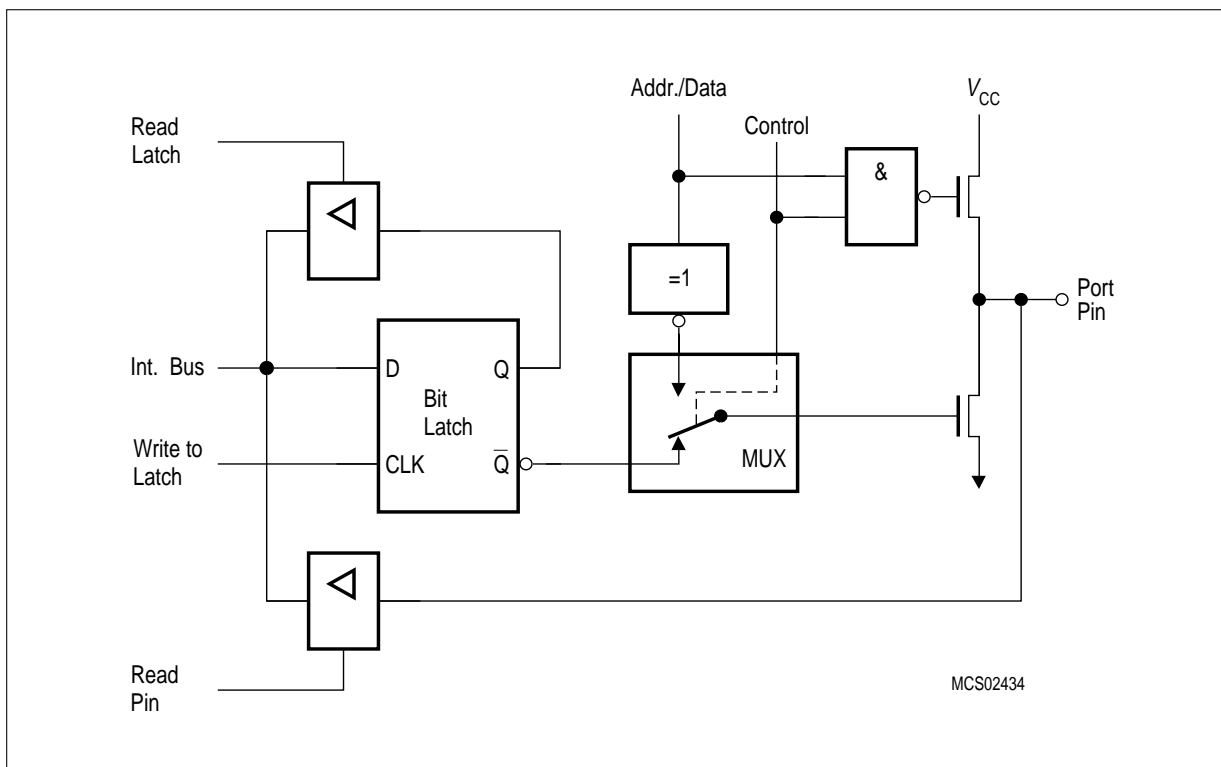 Addr./Data
V CC
Control
Read
Latch
&
=1
Port
Pin
Int. Bus
D
Q
Bit
Latch
Write to
Latch
CLK
Q̅
MUX
Read
Pin
MCS02434